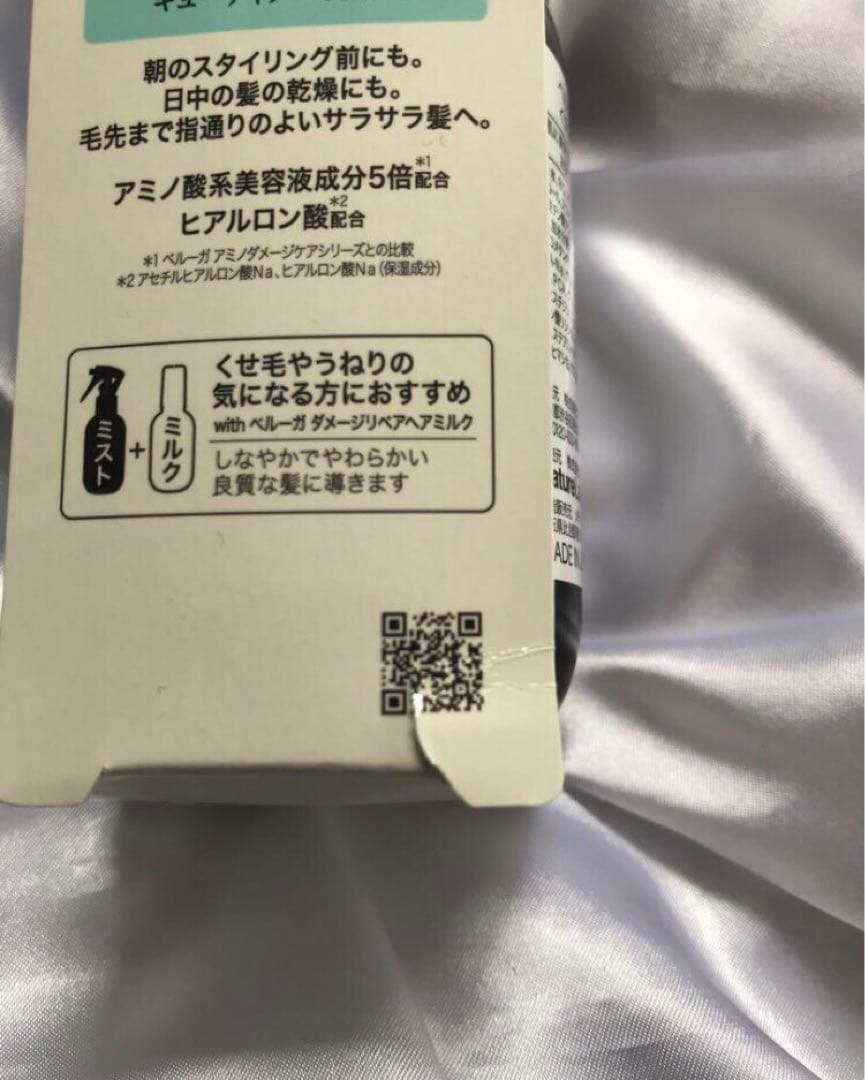 朝のスタイリング前にも。
日中の髪の乾燥にも。
毛先まで指通りのよいサラサラ髪へ。
アミノ酸系美容液成分5倍*1配合
ヒアルロン酸*2配合
*1 ベルーガ アミノダメージケアシリーズとの比較
*2 アセチルヒアルロン酸Na、ヒアルロン酸Na(保湿成分)
ミスト
+
ミルク
くせ毛やうねりの
気になる方におすすめ
with ベルーガ ダメージリペアヘアミルク
しなやかでやわらかい
良質な髪に導きます